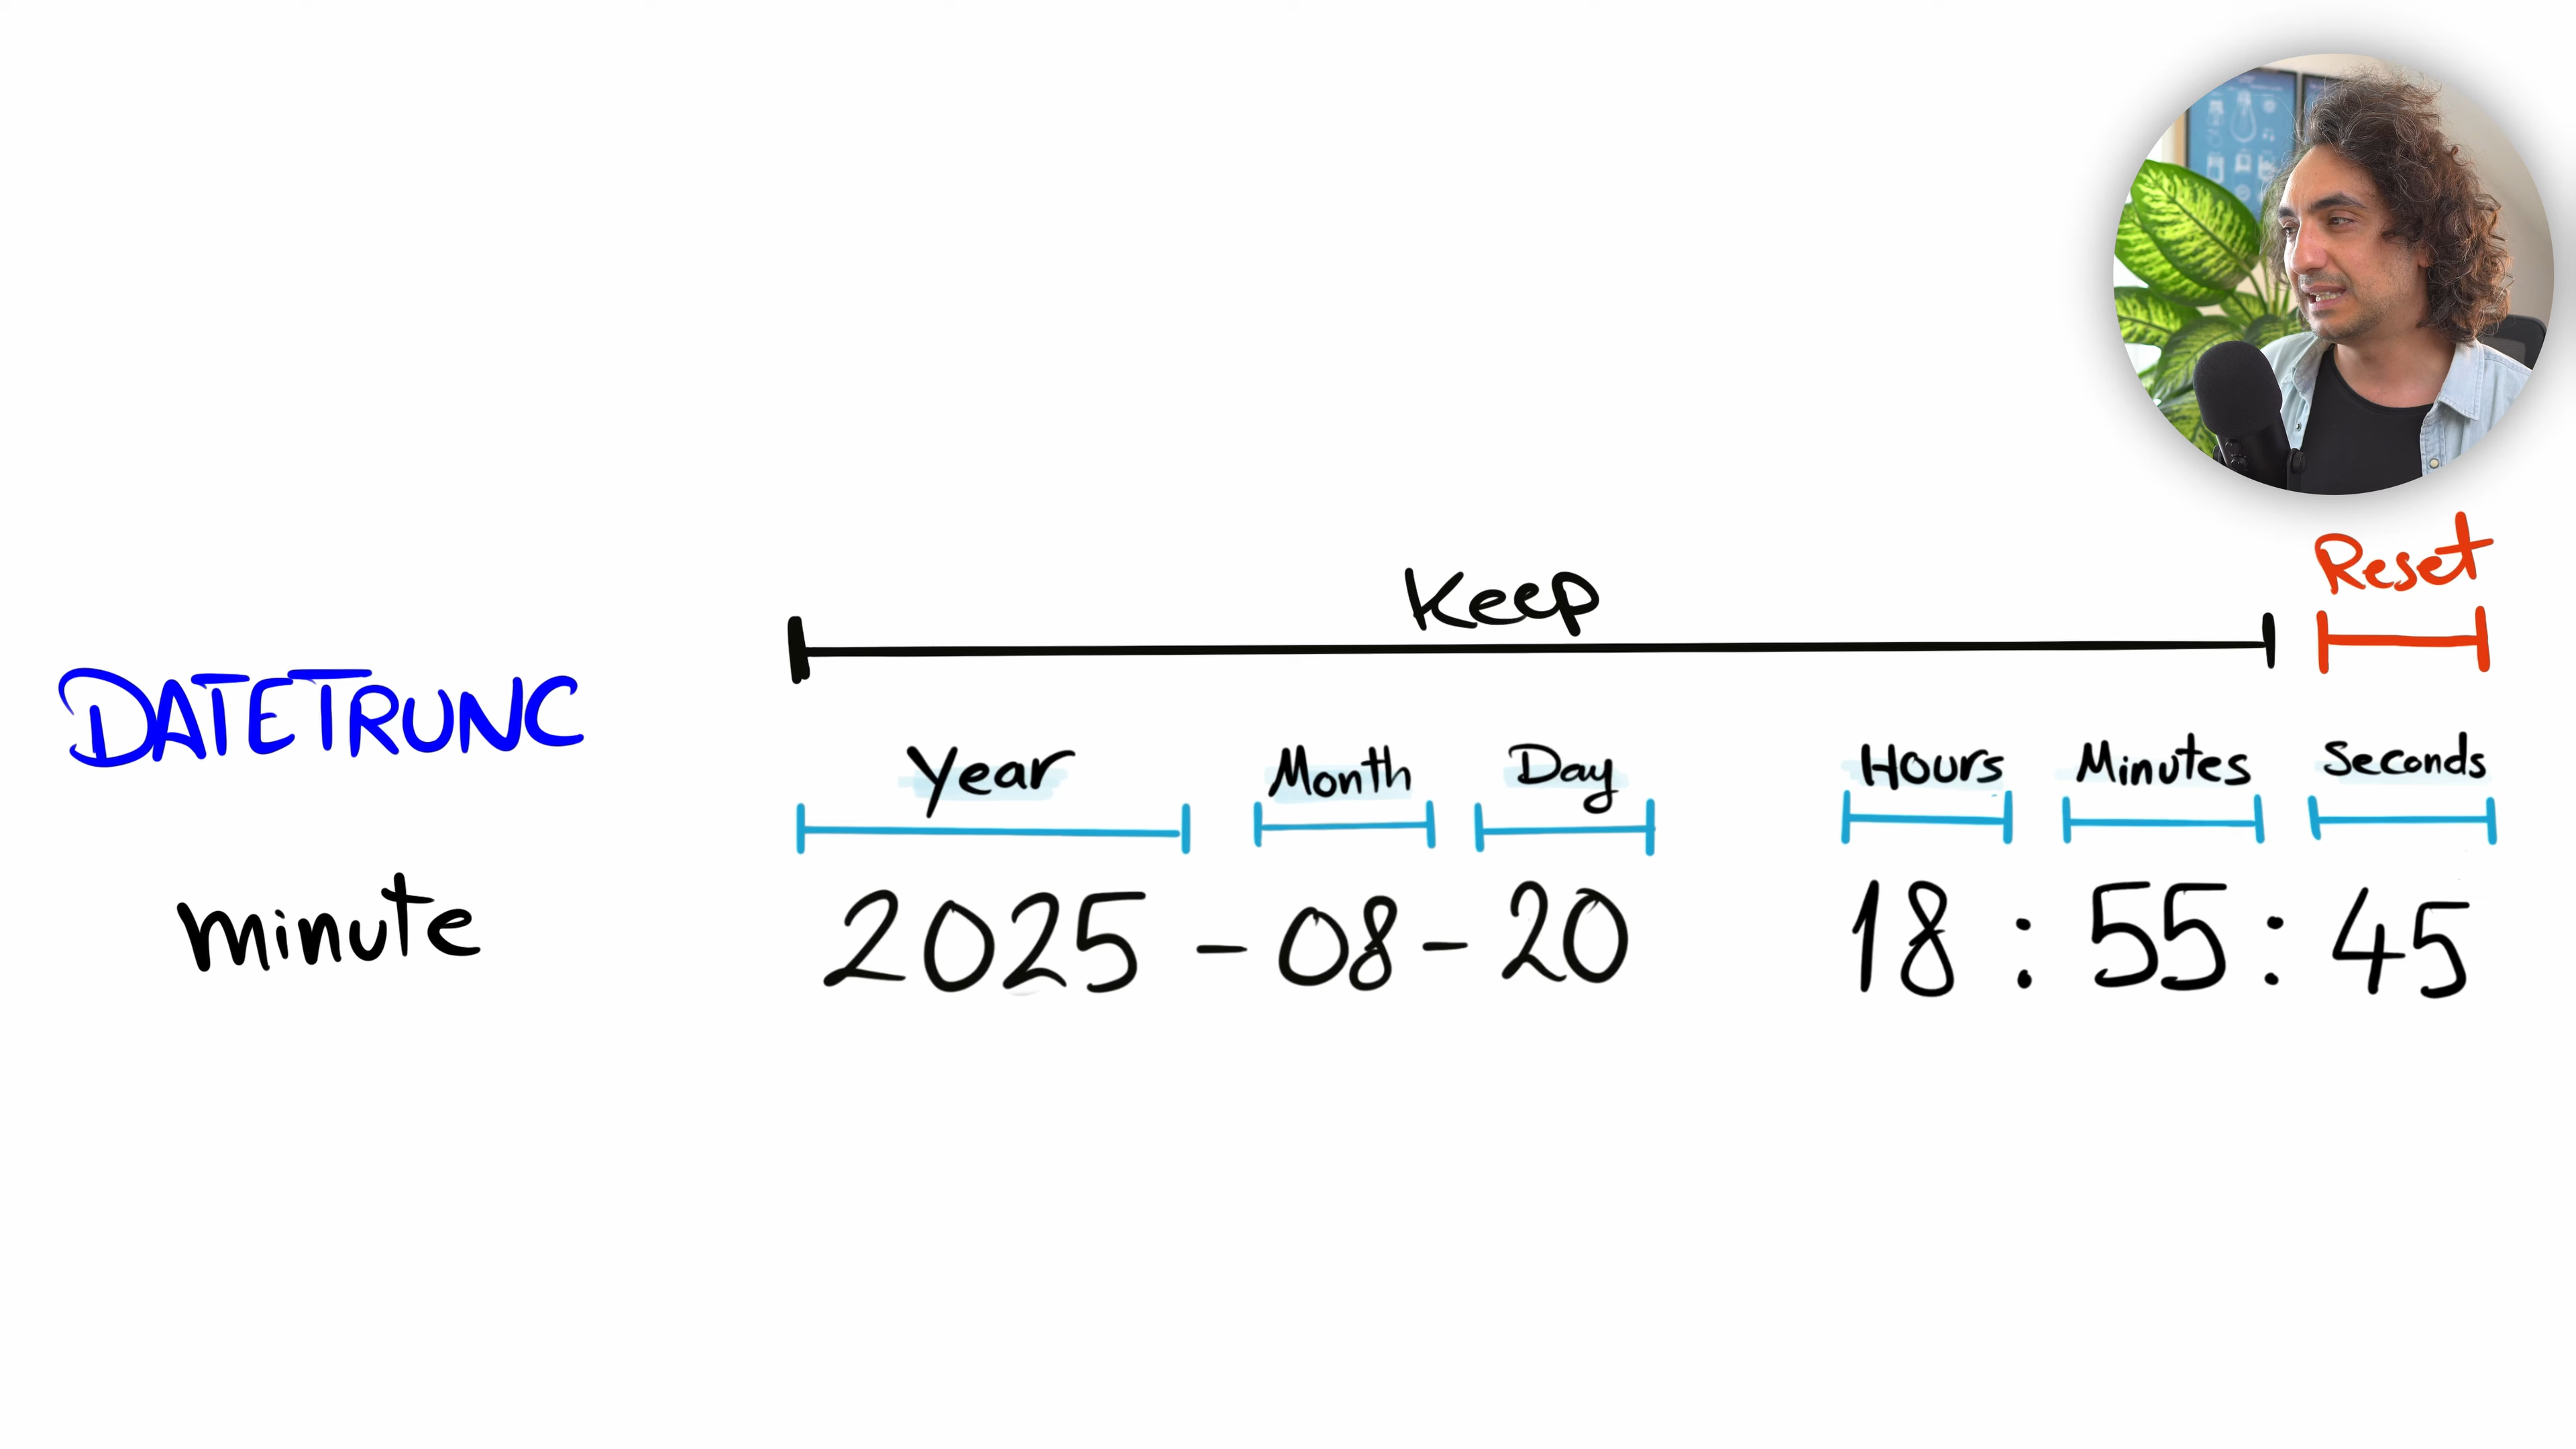 Keep
Reset
DATETRUNC
Year Month Day Hours Minutes Seconds
minute 2025 - 08 - 20 18 : 55 : 45